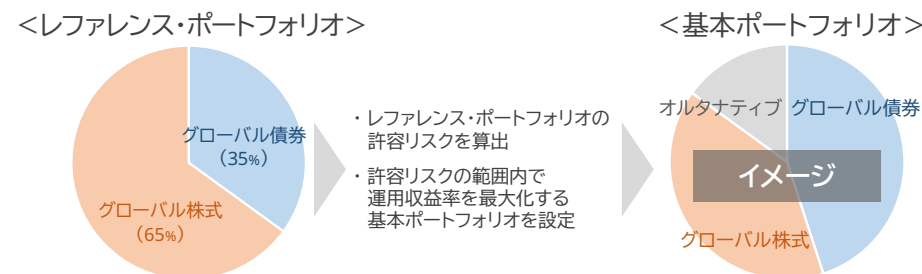 ＜レファレンス・ポートフォリオ＞
グローバル債券
（35%）
グローバル株式
（65%）
・レファレンス・ポートフォリオの
許容リスクを算出
・許容リスクの範囲内で
運用収益率を最大化する
基本ポートフォリオを設定
＜基本ポートフォリオ＞
オルタナティブ
グローバル債券
イメージ
グローバル株式